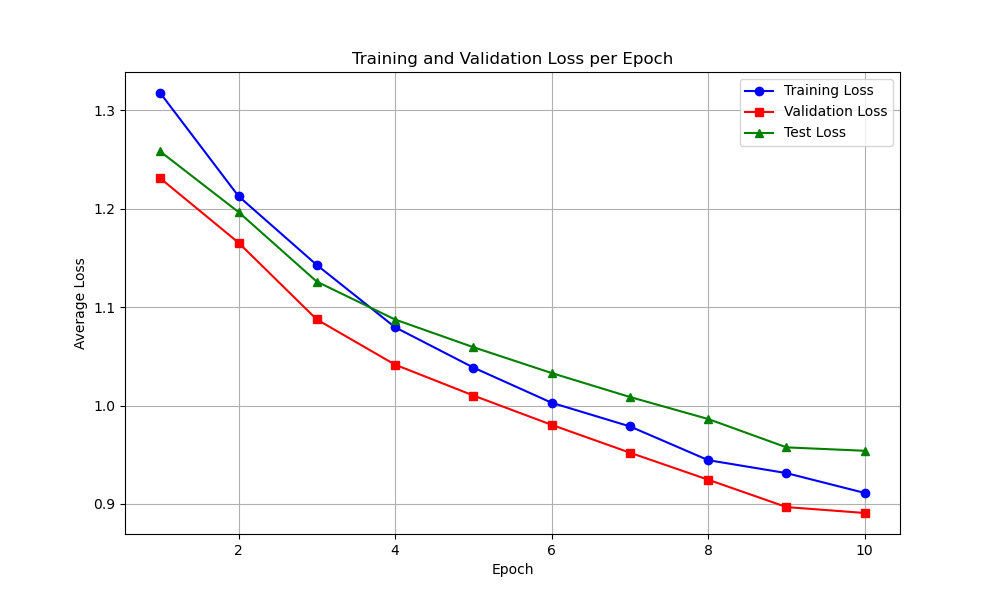 Training and Validation Loss per Epoch
Training Loss
Validation Loss
Test Loss
Average Loss
1.3
1.2
1.1
1.0
0.9
2 4 6 8 10
Epoch